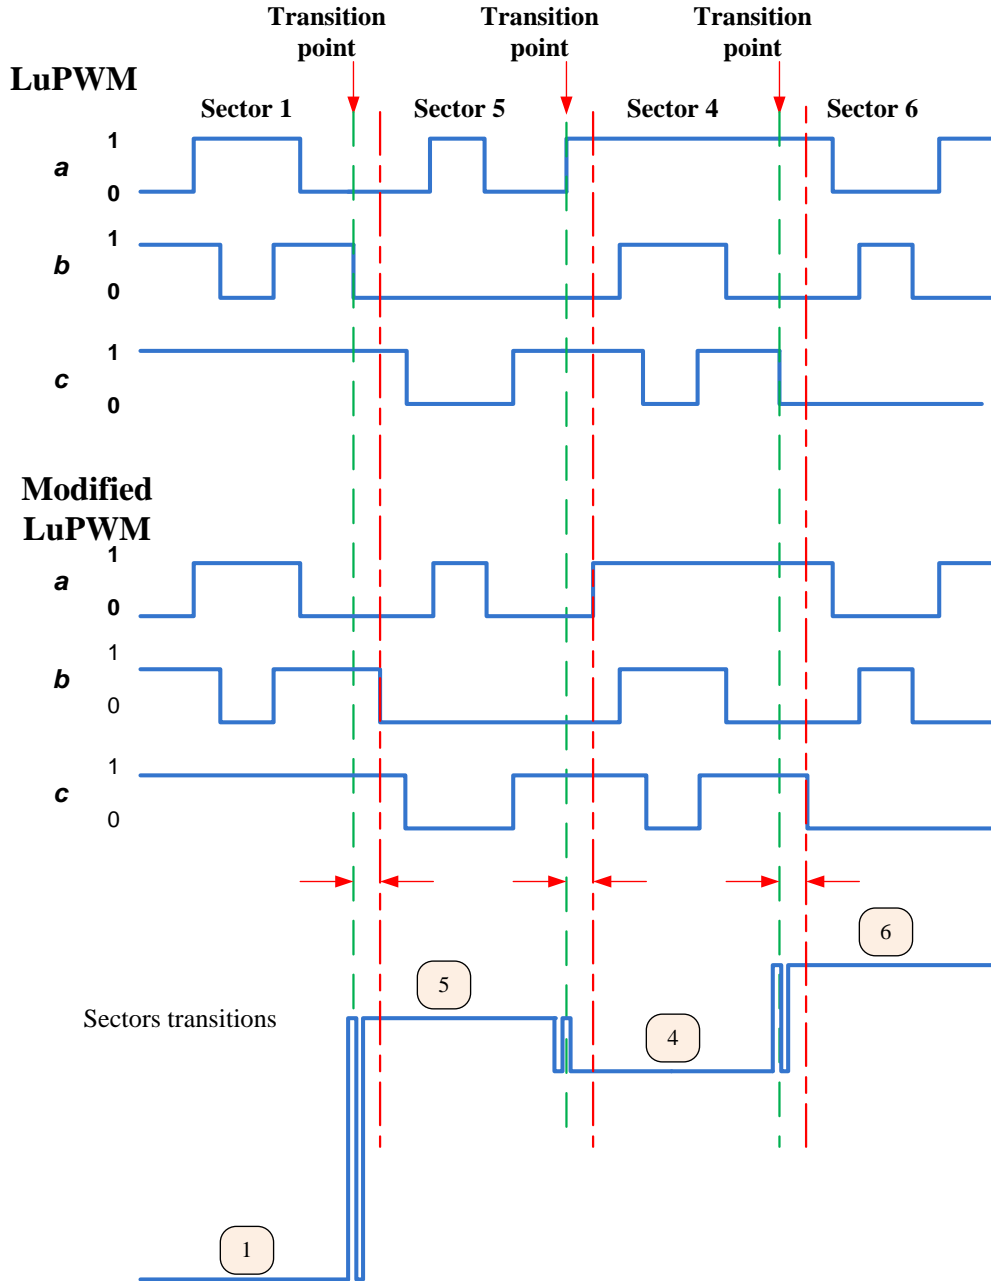 Transition Transition Transition
point point point
LuPWM
Sector 1 Sector 5 Sector 4 Sector 6
1
a
0
1
b
0
1
c
0
Modified
LuPWM
1
a
0
1
b
0
1
c
0
6
5
Sectors transitions
4
1